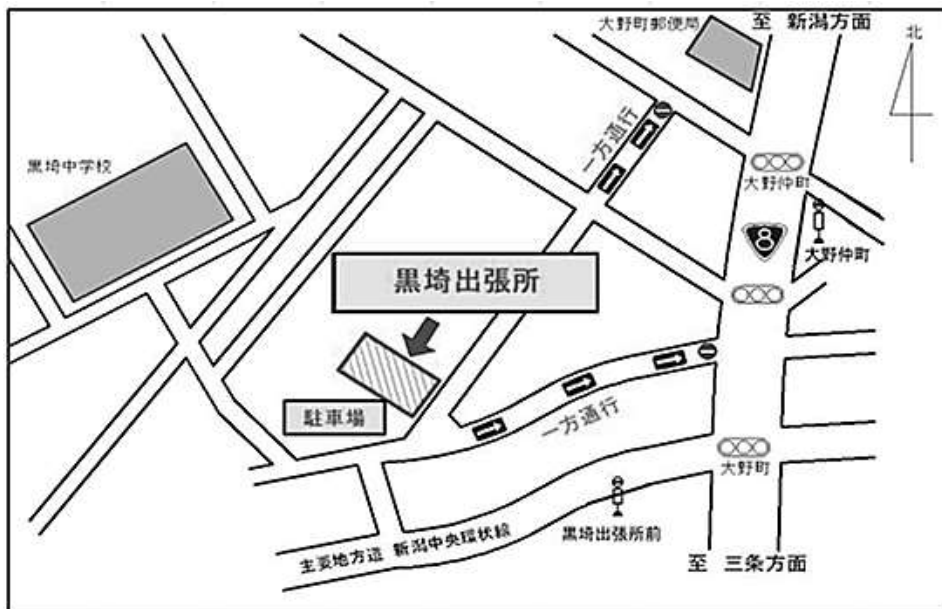 大野町郵便局
至 新潟方面
北
一方通行
黒埼中学校
大野仲町
8
大野仲町
黒埼出張所
駐車場
一方通行
大野町
黒埼出張所前
主要地方道 新潟中央環状線
至 三条方面